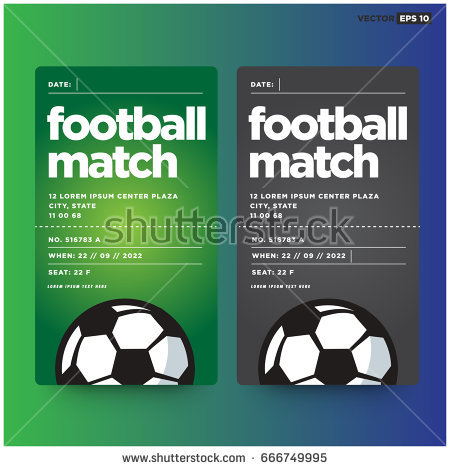 VECTOR EPS 10
DATE:
football
match
12 LOREM IPSUM CENTER PLAZA
CITY, STATE
11 00 68
NO. 516783 A
WHEN: 22 // 09 // 2022
SEAT: 22 F
LOREM IPSUM TEXT HERE
DATE:
football
match
12 LOREM IPSUM CENTER PLAZA
CITY, STATE
11 00 68
NO. 516783 A
WHEN: 22 // 09 // 2022
SEAT: 22 F
LOREM IPSUM TEXT HERE
shutterstock
www.shutterstock.com · 666749995